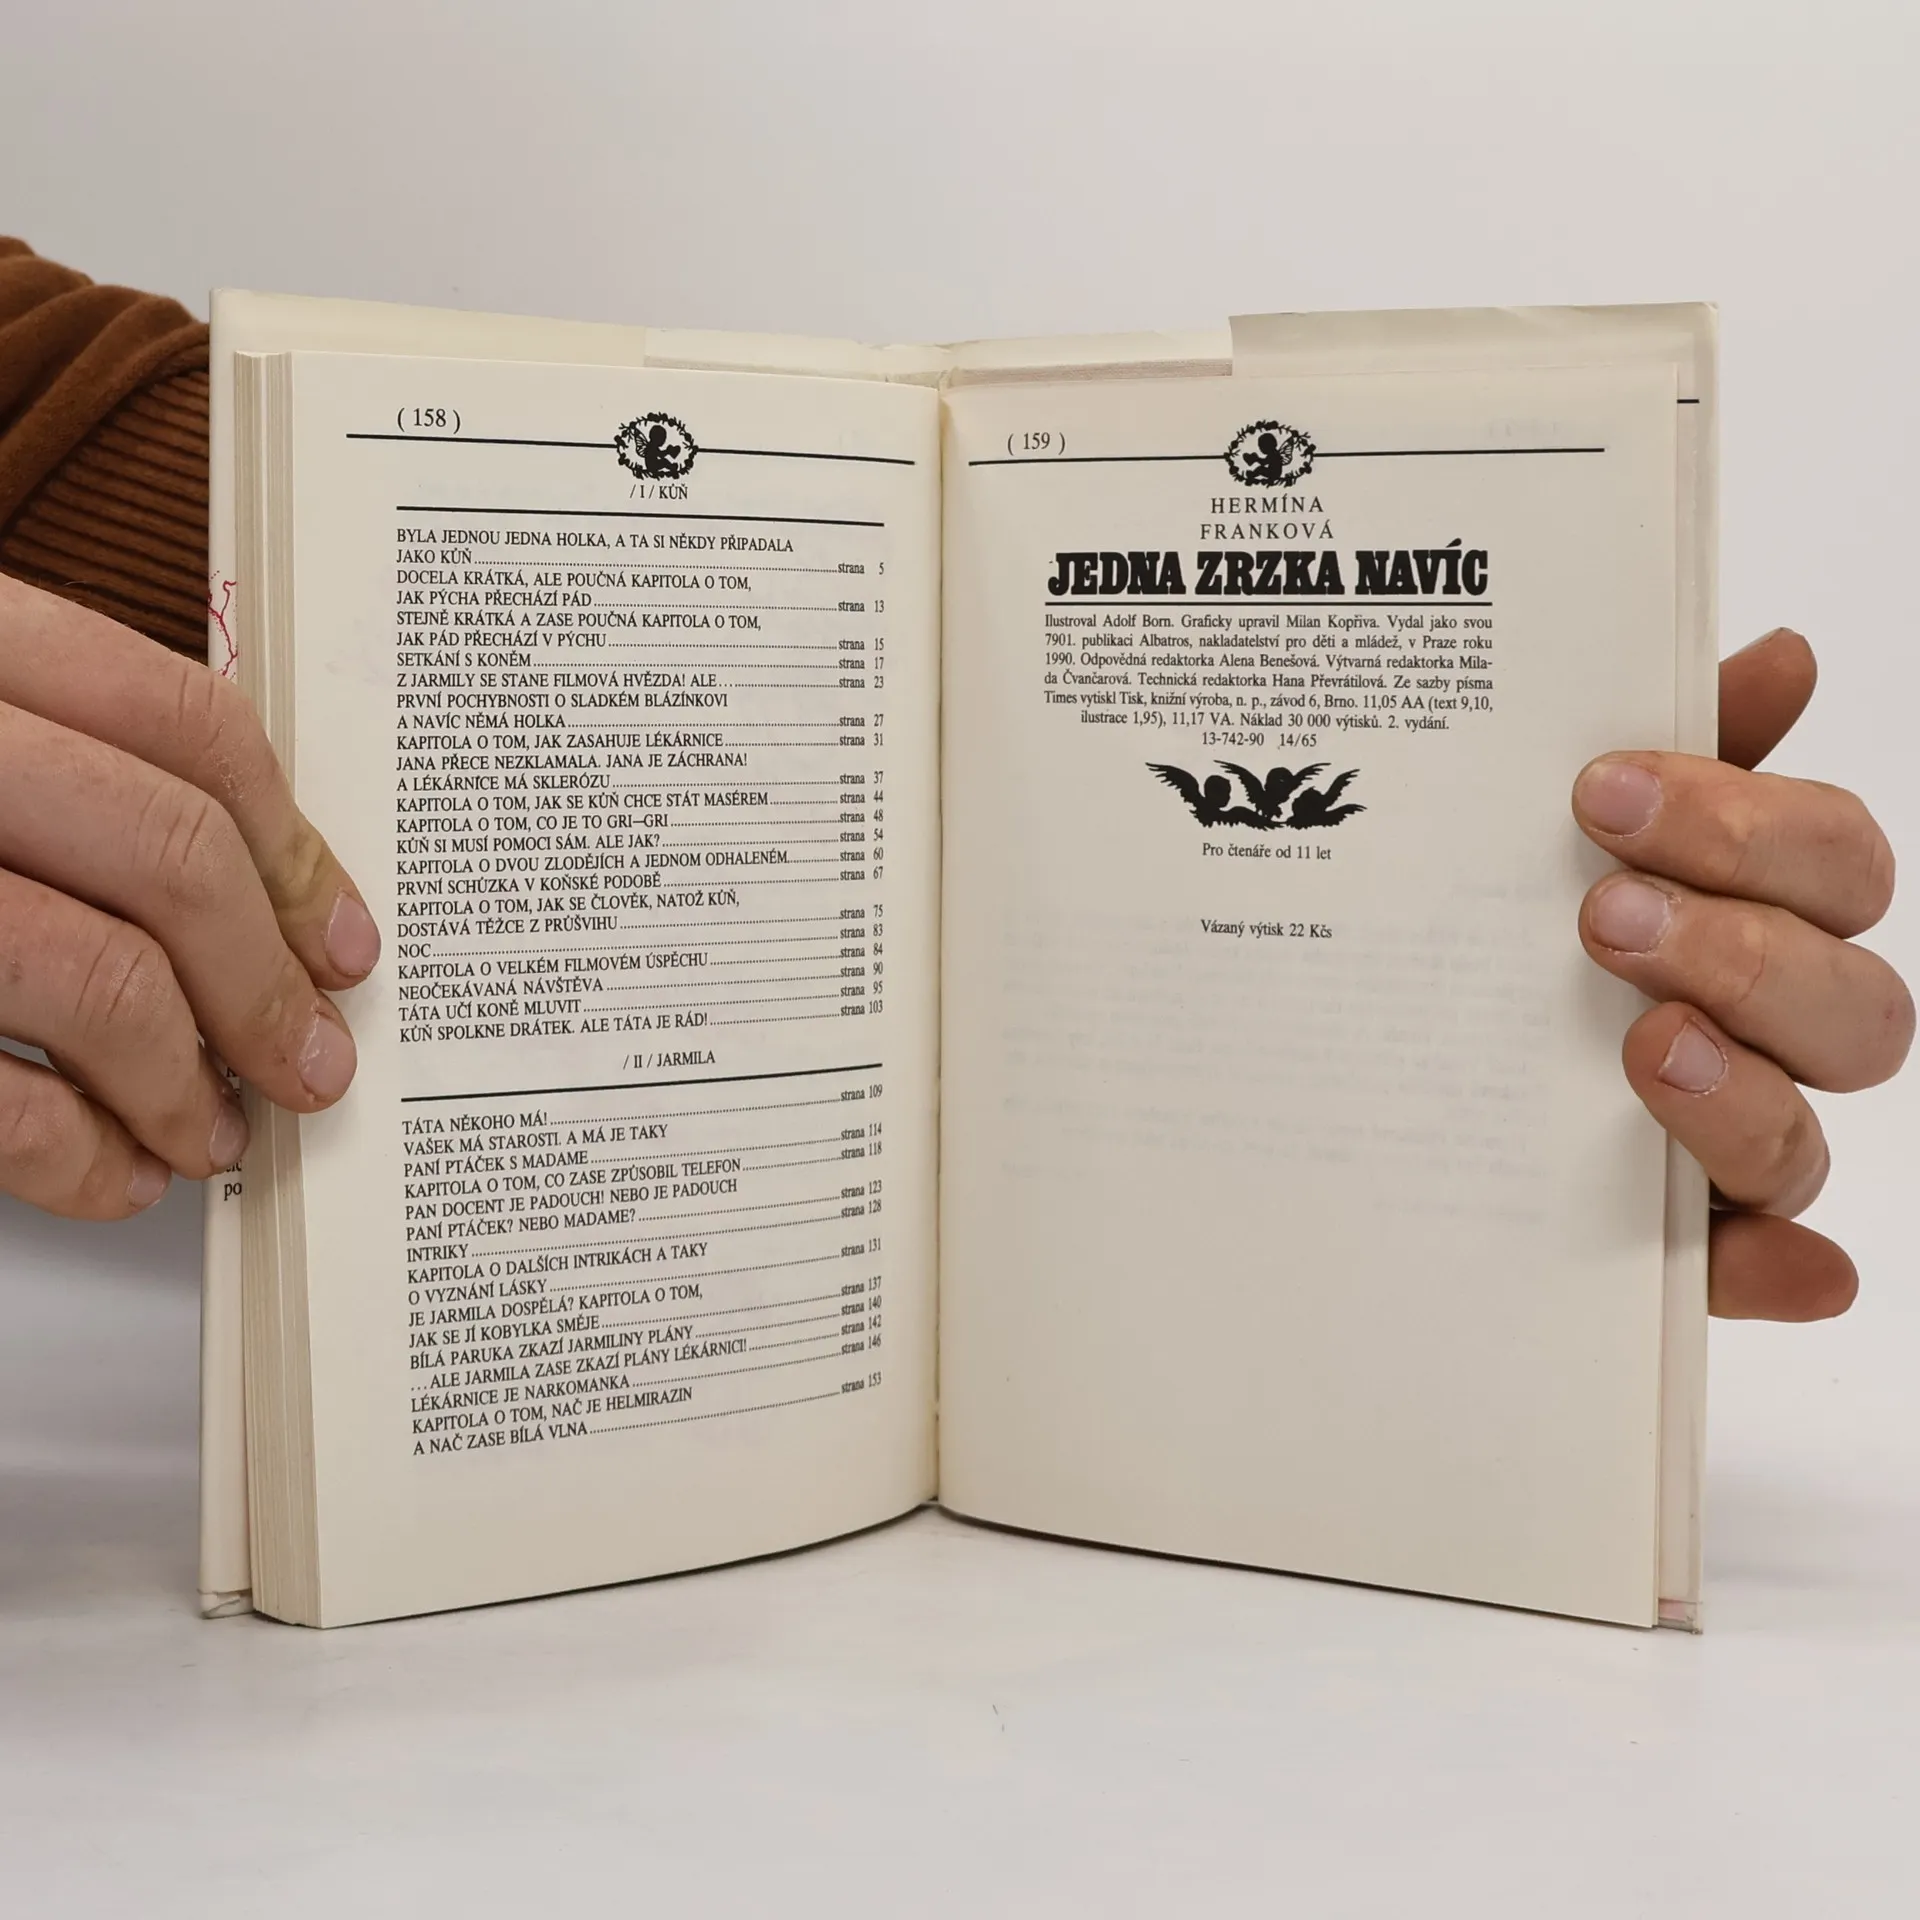 ( 158 )
/ I / KŮŇ
BYLA JEDNOU JEDNA HOLKA, A TA SI NĚKDY PŘIPADALA
JAKO KŮŇ strana 5
DOCELA KRÁTKÁ, ALE POUČNÁ KAPITOLA O TOM,
JAK PÝCHA PŘECHÁZÍ PÁD strana 13
STEJNĚ KRÁTKÁ A ZASE POUČNÁ KAPITOLA O TOM,
JAK PÁD PŘECHÁZÍ V PÝCHU strana 15
SETKÁNÍ S KONĚM strana 17
Z JARMILY SE STANE FILMOVÁ HVĚZDA! ALE... strana 23
PRVNÍ POCHYBNOSTI O SLADKÉM BLÁZÍNKOVI
A NAVÍC NĚMÁ HOLKA strana 27
KAPITOLA O TOM, JAK ZASAHUJE LÉKÁRNICE strana 31
JANA PŘECE NEZKLAMALA. JANA JE ZÁCHRANA!
A LÉKÁRNICE MÁ SKLERÓZU strana 37
KAPITOLA O TOM, JAK SE KŮŇ CHCE STÁT MASÉREM strana 44
KAPITOLA O TOM, CO JE TO GRI—GRI strana 48
KŮŇ SI MUSÍ POMOCI SÁM. ALE JAK? strana 54
KAPITOLA O DVOU ZLODĚJÍCH A JEDNOM ODHALENÉM strana 60
PRVNÍ SCHŮZKA V KOŇSKÉ PODOBĚ strana 67
KAPITOLA O TOM, JAK SE ČLOVĚK, NATOŽ KŮŇ,
DOSTÁVÁ TĚŽCE Z PRŮŠVIHU strana 75
NOC strana 83
KAPITOLA O VELKÉM FILMOVÉM ÚSPĚCHU strana 84
NEOČEKÁVANÁ NÁVŠTĚVA strana 90
TÁTA UČÍ KONĚ MLUVIT strana 95
KŮŇ SPOLKNE DRÁTEK. ALE TÁTA JE RÁD! strana 103
/ II / JARMILA
TÁTA NĚKOHO MÁ! strana 109
VAŠEK MÁ STAROSTI. A MÁ JE TAKY
PANÍ PTÁČEK S MADAME strana 114
KAPITOLA O TOM, CO ZASE ZPŮSOBIL TELEFON strana 118
PAN DOCENT JE PADOUCH! NEBO JE PADOUCH
PANÍ PTÁČEK? NEBO MADAME? strana 123
INTRIKY strana 128
KAPITOLA O DALŠÍCH INTRIKÁCH A TAKY
O VYZNÁNÍ LÁSKY strana 131
JE JARMILA DOSPĚLÁ? KAPITOLA O TOM,
JAK SE JÍ KOBYLKA SMĚJE strana 137
BÍLÁ PARUKA ZKAZÍ JARMILINY PLÁNY strana 140
...ALE JARMILA ZASE ZKAZÍ PLÁNY LÉKÁRNICI! strana 142
LÉKÁRNICE JE NARKOMANKA strana 146
KAPITOLA O TOM, NAČ JE HELMIRAZIN
A NAČ ZASE BÍLÁ VLNA strana 153
po
( 159 )
HERMÍNA
FRANKOVÁ
JEDNA ZRZKA NAVÍC
Ilustroval Adolf Born. Graficky upravil Milan Kopřiva. Vydal jako svou
7901. publikaci Albatros, nakladatelství pro děti a mládež, v Praze roku
1990. Odpovědná redaktorka Alena Benešová. Výtvarná redaktorka Mila-
da Čvančarová. Technická redaktorka Hana Převrátilová. Ze sazby písma
Times vytiskl Tisk, knižní výroba, n. p., závod 6, Brno. 11,05 AA (text 9,10,
ilustrace 1,95), 11,17 VA. Náklad 30 000 výtisků. 2. vydání.
13-742-90 14/65
Pro čtenáře od 11 let
Vázaný výtisk 22 Kčs